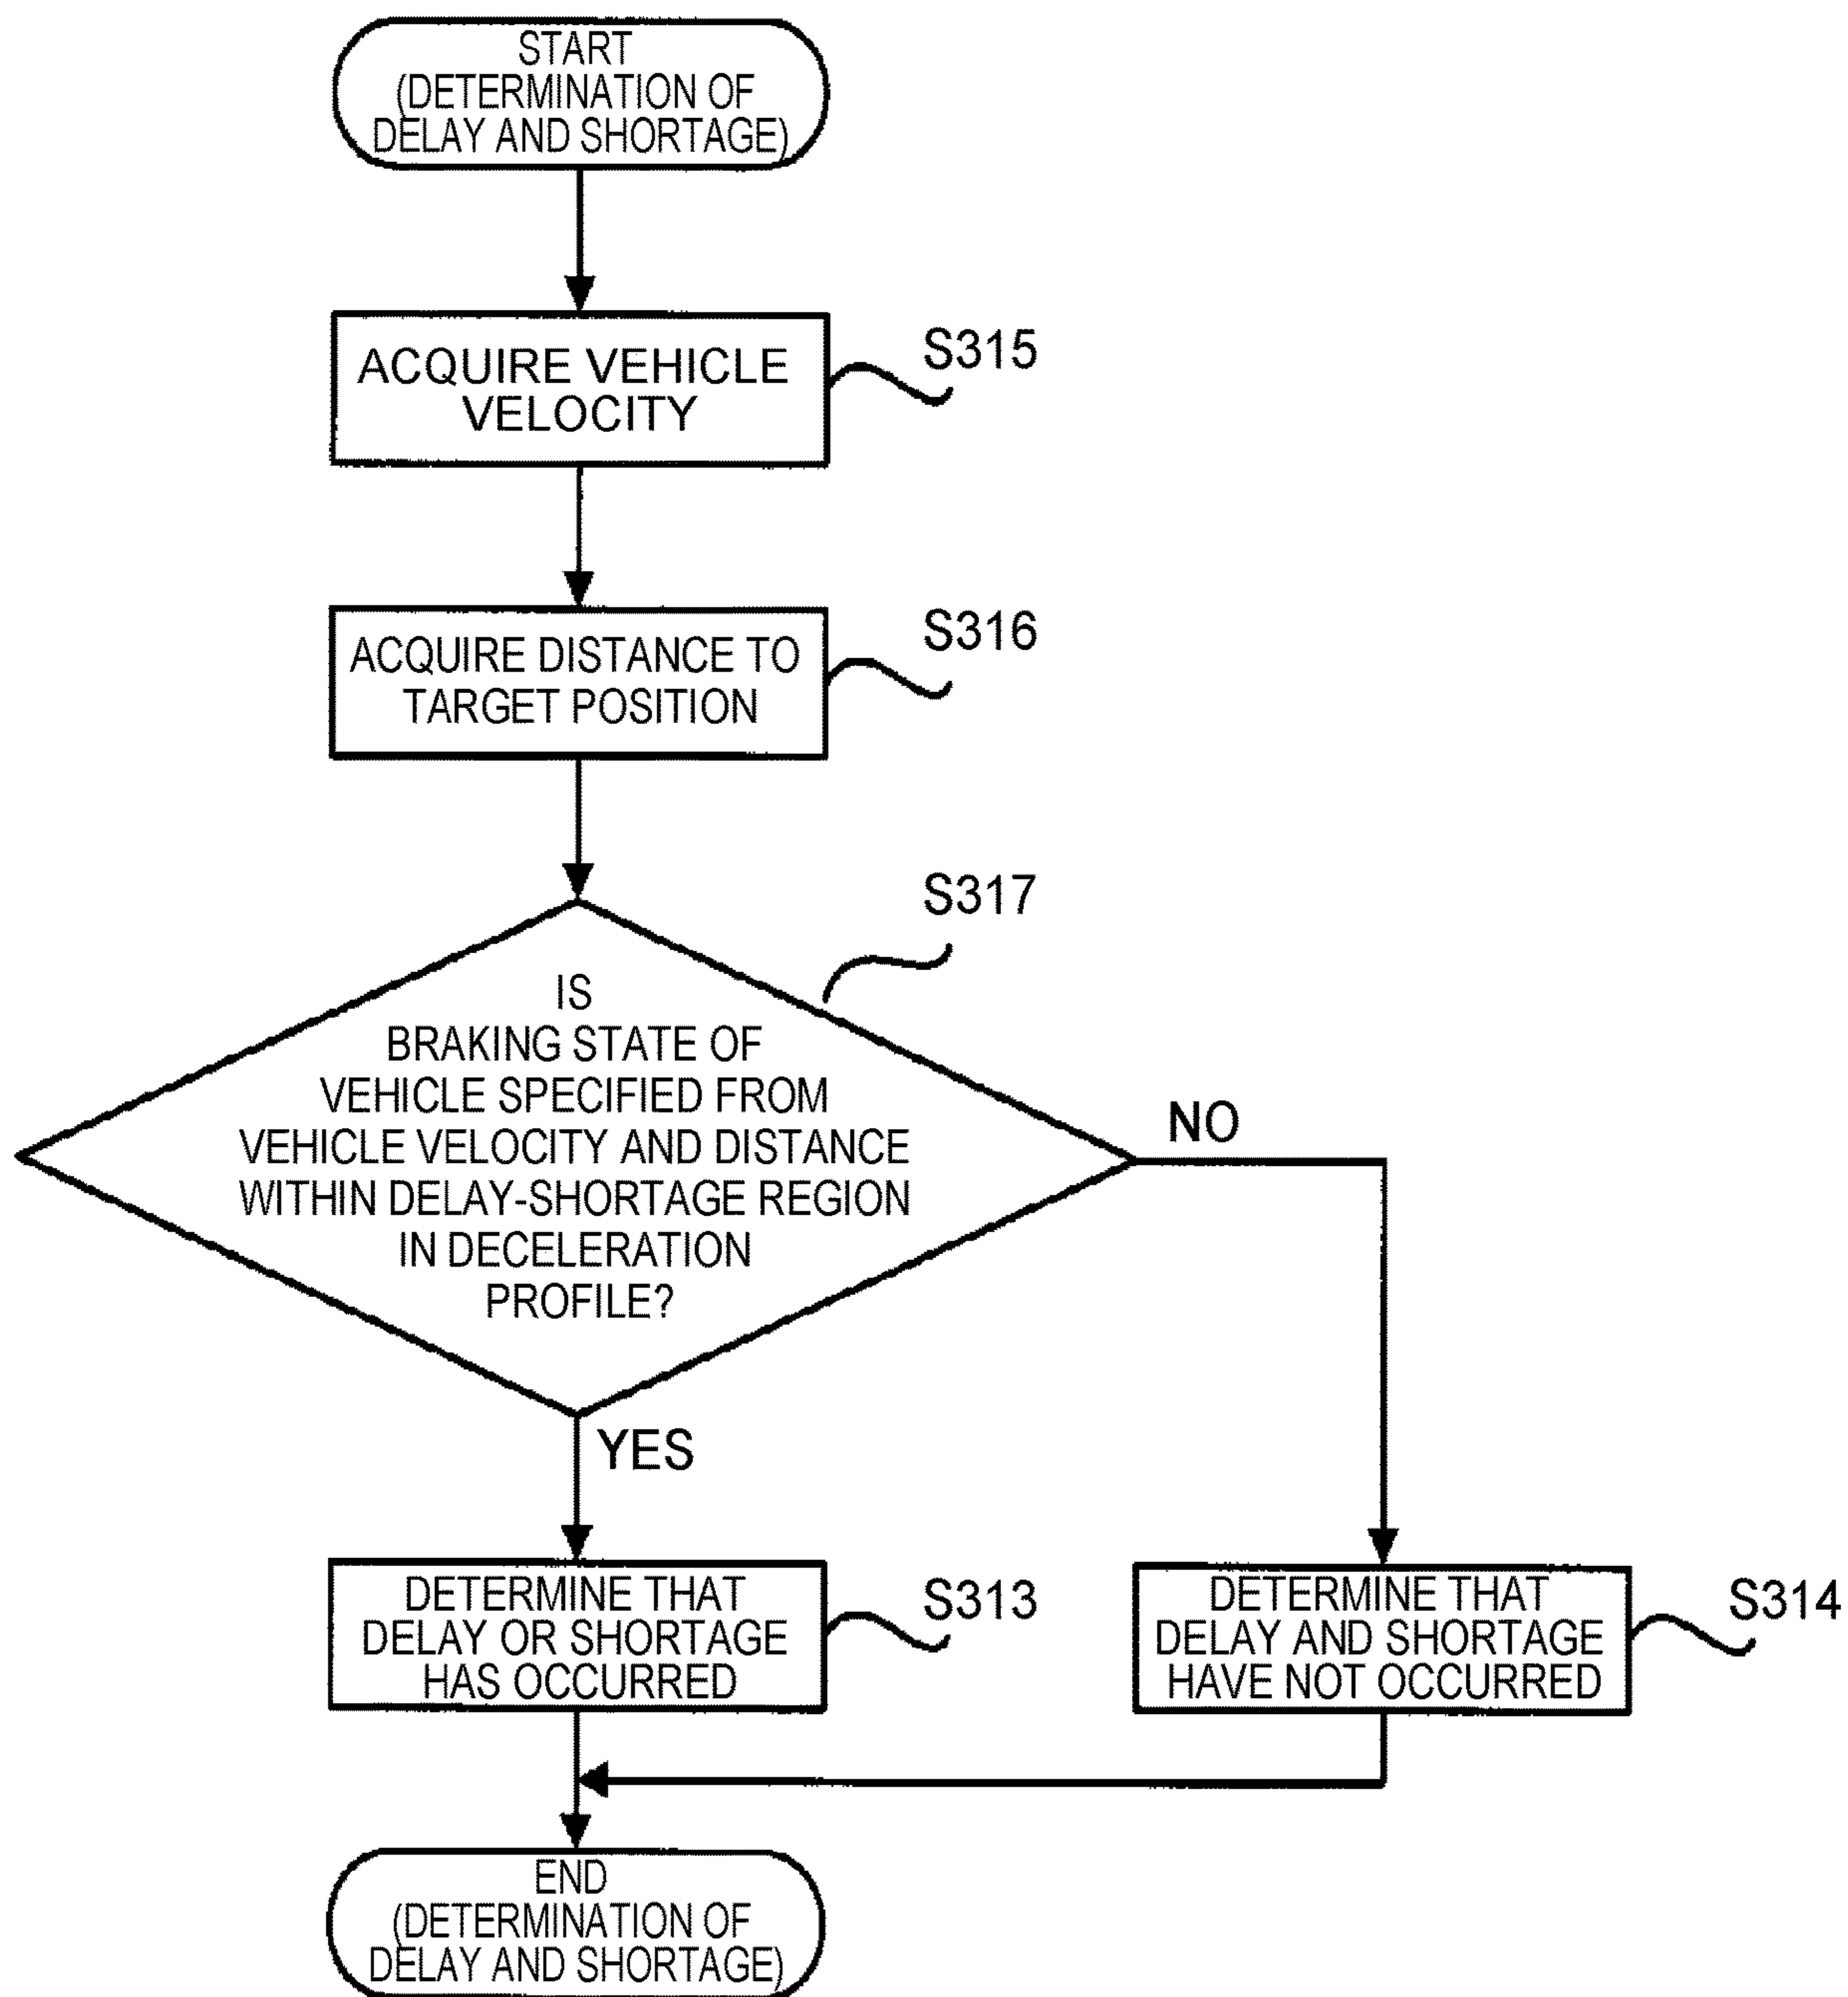 START
(DETERMINATION OF
DELAY AND SHORTAGE)
ACQUIRE VEHICLE
VELOCITY
S315
ACQUIRE DISTANCE TO
TARGET POSITION
S316
S317
IS
BRAKING STATE OF
VEHICLE SPECIFIED FROM
VEHICLE VELOCITY AND DISTANCE
WITHIN DELAY-SHORTAGE REGION
IN DECELERATION
PROFILE?
NO
YES
DETERMINE THAT
DELAY OR SHORTAGE
HAS OCCURRED
S313
DETERMINE THAT
DELAY AND SHORTAGE
HAVE NOT OCCURRED
S314
END
(DETERMINATION OF
DELAY AND SHORTAGE)